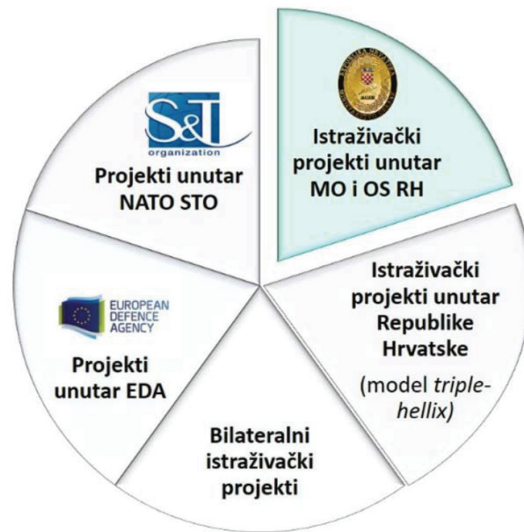 S&T
organization
Projekti unutar
NATO STO
Istraživački
projekti unutar
MO i OS RH
Istraživački
projekti unutar
Republike
Hrvatske
(model triple-
hellix)
Bilateralni
istraživački
projekti
EUROPEAN
DEFENCE
AGENCY
Projekti
unutar EDA